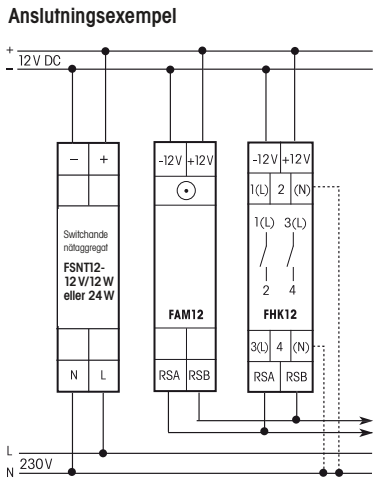 Anslutningsexempel
+
12 V DC
–
– +
-12V +12V
-12V +12V
1(L) 2 (N)
Switchande
nätaggregat
FSNT12-
12 V/12 W
eller 24 W
FAM12
1(L) 3(L)
2 4
FHK12
3(L) 4 (N)
N L
RSA RSB
RSA RSB
L
230V
N